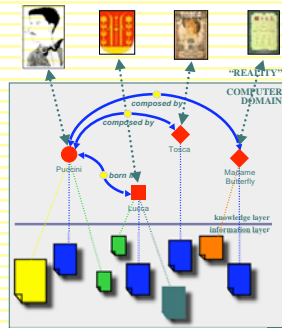 “REALITY”
COMPUTER
DOMAIN
composed by
composed by
Tosca
Puccini
Madame
Butterfly
born in
Lucca
knowledge layer
information layer